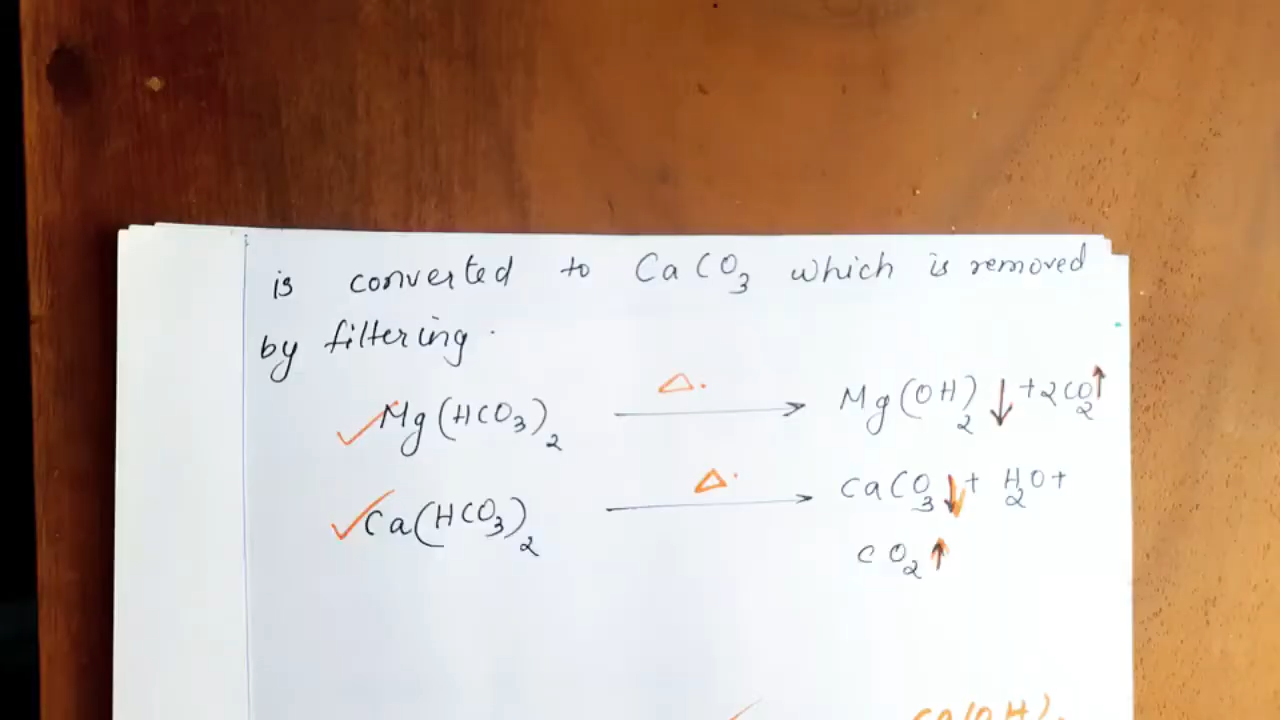 is converted to CaCO₃ which is removed
by filtering.
Mg(HCO₃)₂ Δ. → Mg(OH)₂ ↓ + 2CO₂ ↑
Ca(HCO₃)₂ Δ. → CaCO₃ ↓ + H₂O +
CO₂ ↑